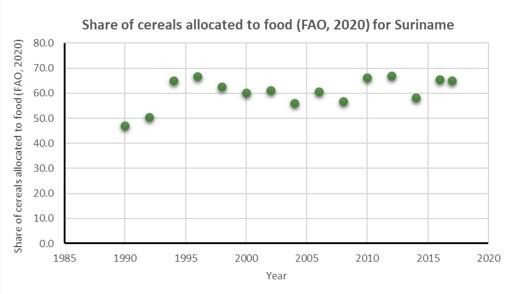 Share of cereals allocated to food (FAO, 2020) for Suriname
Share of cereals allocated to food (FAO, 2020)
80.0
70.0
60.0
50.0
40.0
30.0
20.0
10.0
0.0
1985 1990 1995 2000 2005 2010 2015 2020
Year